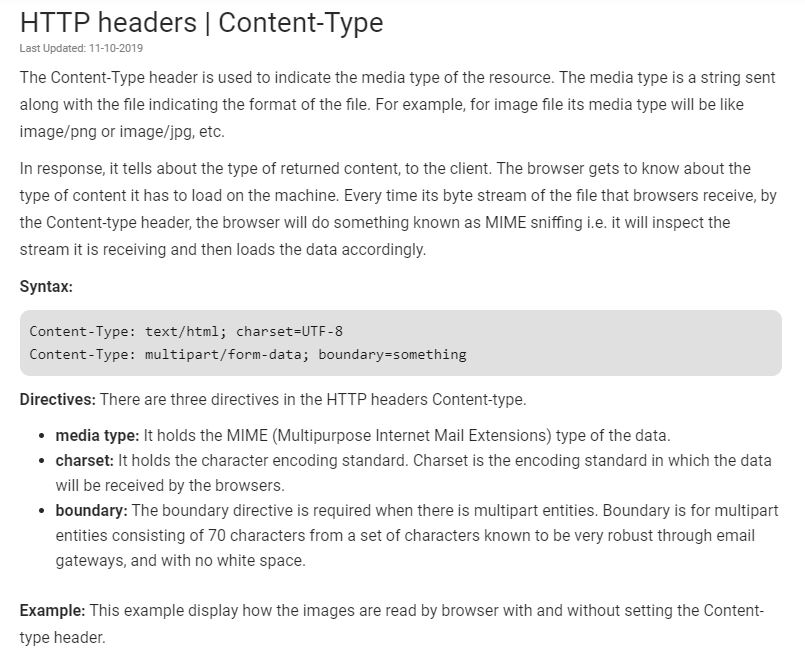 HTTP headers | Content-Type
Last Updated: 11-10-2019
The Content-Type header is used to indicate the media type of the resource. The media type is a string sent
along with the file indicating the format of the file. For example, for image file its media type will be like
image/png or image/jpg, etc.
In response, it tells about the type of returned content, to the client. The browser gets to know about the
type of content it has to load on the machine. Every time its byte stream of the file that browsers receive, by
the Content-type header, the browser will do something known as MIME sniffing i.e. it will inspect the
stream it is receiving and then loads the data accordingly.
Syntax:
Content-Type: text/html; charset=UTF-8
Content-Type: multipart/form-data; boundary=something
Directives: There are three directives in the HTTP headers Content-type.
• media type: It holds the MIME (Multipurpose Internet Mail Extensions) type of the data.
• charset: It holds the character encoding standard. Charset is the encoding standard in which the data
will be received by the browsers.
• boundary: The boundary directive is required when there is multipart entities. Boundary is for multipart
entities consisting of 70 characters from a set of characters known to be very robust through email
gateways, and with no white space.
Example: This example display how the images are read by browser with and without setting the Content-
type header.